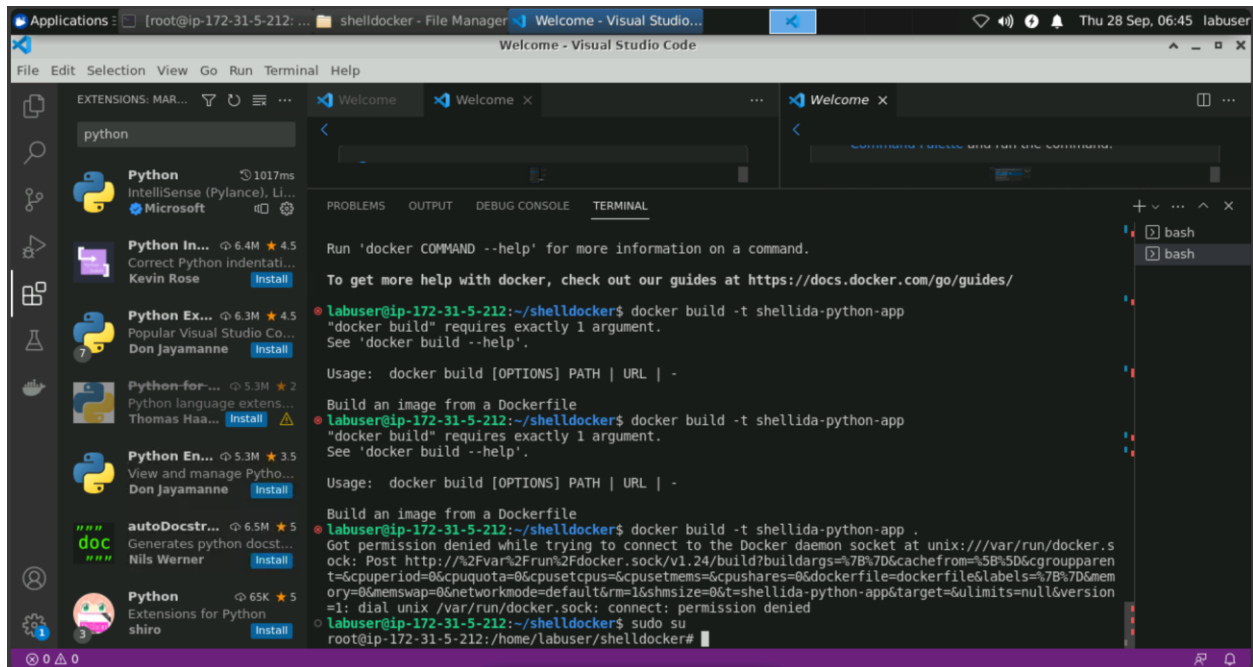 Applications [root@ip-172-31-5-212: ... shelldocker - File Manager Welcome - Visual Studio... Thu 28 Sep, 06:45 labuser
Welcome - Visual Studio Code
File Edit Selection View Go Run Terminal Help
EXTENSIONS: MAR...
python
Python 1017ms
IntelliSense (Pylance), Li...
Microsoft
Python In... 6.4M ★ 4.5
Correct Python indentati...
Kevin Rose Install
Python Ex... 6.3M ★ 4.5
Popular Visual Studio Co...
Don Jayamanne Install
7
Python for ... 5.3M ★ 2
Python language extens...
Thomas Haa... Install
Python En... 5.3M ★ 3.5
View and manage Pytho...
Don Jayamanne Install
autoDocstr... 6.5M ★ 5
Generates python docst...
Nils Werner Install
""" doc """
Python 65K ★ 5
Extensions for Python
shiro Install
3
1
0 0
Welcome Welcome × ...
Welcome × ...
Command Palette and run the command.
PROBLEMS OUTPUT DEBUG CONSOLE TERMINAL
Run 'docker COMMAND --help' for more information on a command.
To get more help with docker, check out our guides at https://docs.docker.com/go/guides/
labuser@ip-172-31-5-212:~/shelldocker$ docker build -t shellida-python-app
"docker build" requires exactly 1 argument.
See 'docker build --help'.
Usage: docker build [OPTIONS] PATH | URL | -
Build an image from a Dockerfile
labuser@ip-172-31-5-212:~/shelldocker$ docker build -t shellida-python-app
"docker build" requires exactly 1 argument.
See 'docker build --help'.
Usage: docker build [OPTIONS] PATH | URL | -
Build an image from a Dockerfile
labuser@ip-172-31-5-212:~/shelldocker$ docker build -t shellida-python-app .
Got permission denied while trying to connect to the Docker daemon socket at unix:///var/run/docker.s
ock: Post http://%2Fvar%2Frun%2Fdocker.sock/v1.24/build?buildargs=%7B%7D&cachefrom=%5B%5D&cgroupparen
t=&cpuperiod=0&cpuquota=0&cpusetcpus=&cpusetmems=&cpushares=0&dockerfile=dockerfile&labels=%7B%7D&mem
ory=0&memswap=0&networkmode=default&rm=1&shmsize=0&t=shellida-python-app&target=&ulimits=null&version
=1: dial unix /var/run/docker.sock: connect: permission denied
labuser@ip-172-31-5-212:~/shelldocker$ sudo su
root@ip-172-31-5-212:/home/labuser/shelldocker#
bash
bash